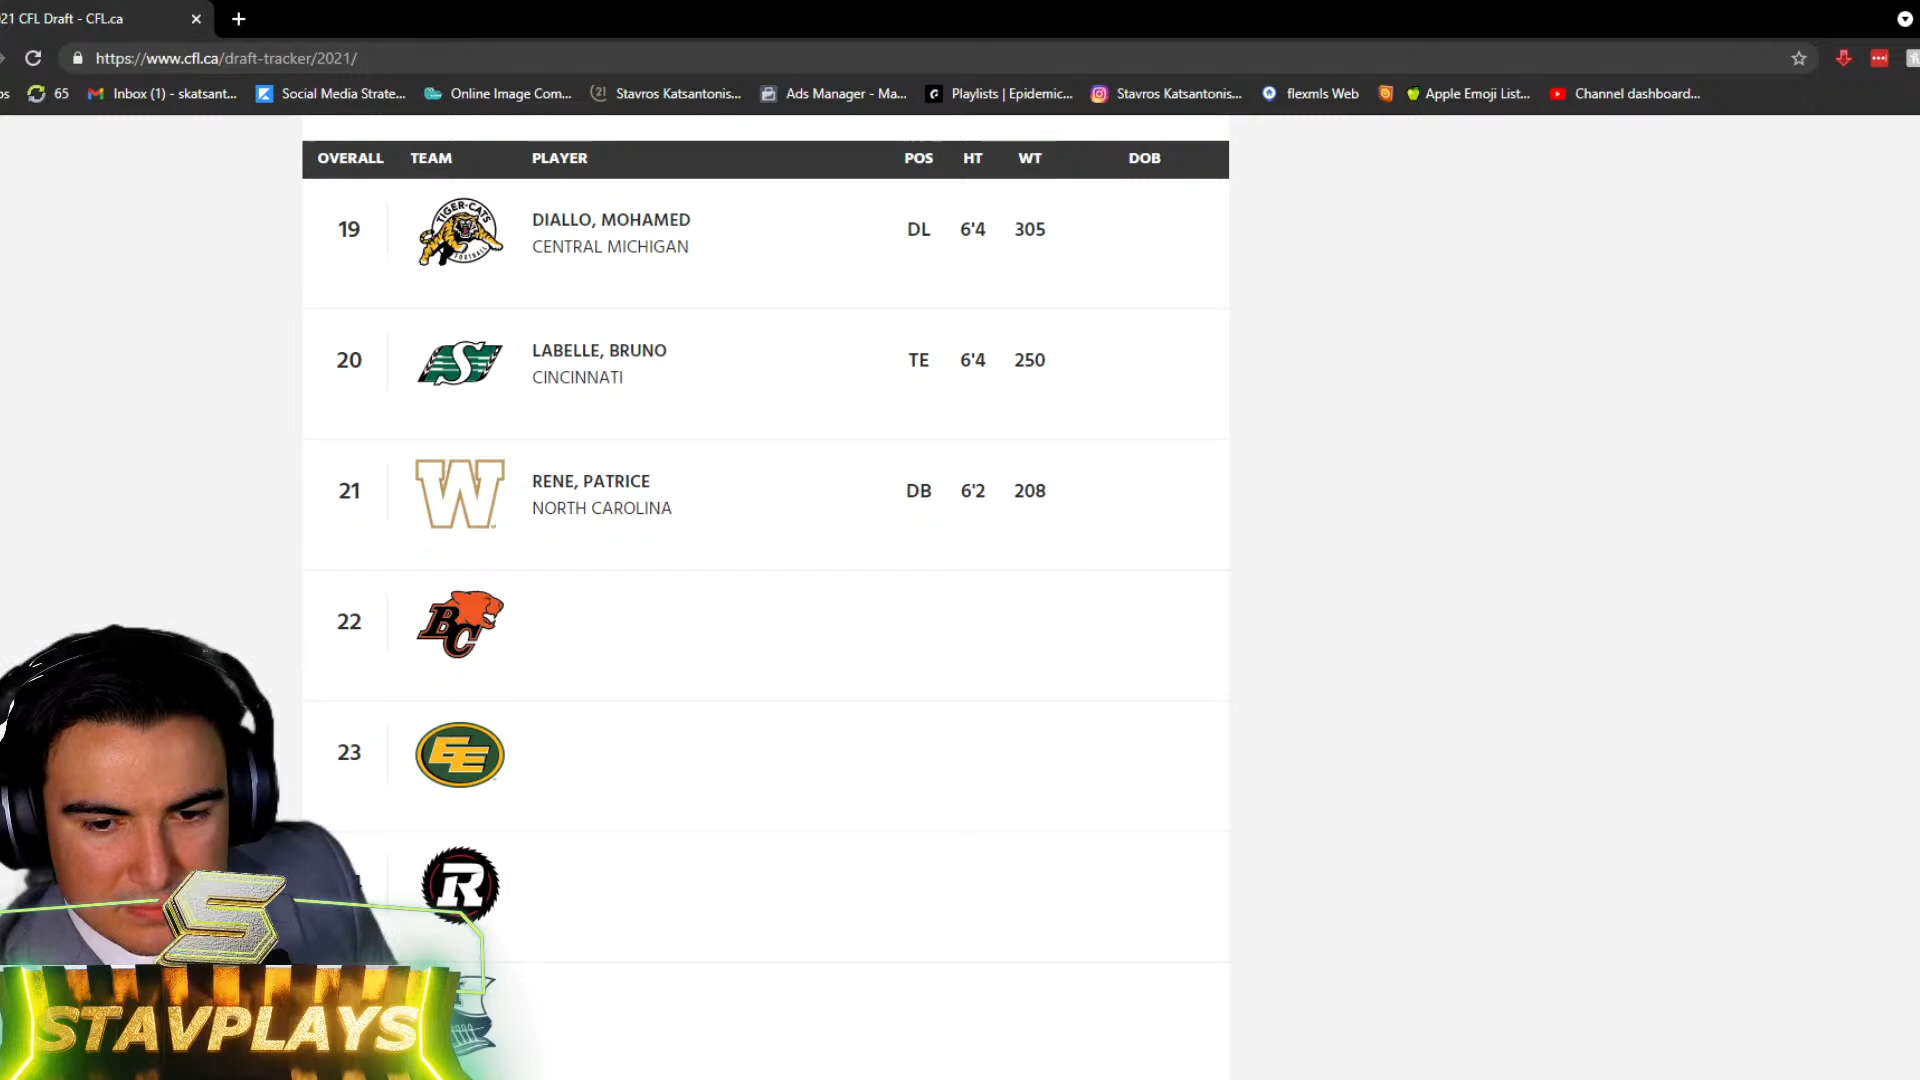 21 CFL Draft - CFL.ca
https://www.cfl.ca/draft-tracker/2021/
os 65 Inbox (1) - skatsant... Social Media Strate... Online Image Com... Stavros Katsantonis... Ads Manager - Ma... Playlists | Epidemic... Stavros Katsantonis... flexmls Web Apple Emoji List... Channel dashboard...
OVERALL TEAM PLAYER POS HT WT DOB
19 TIGER-CATS FOOTBALL DIALLO, MOHAMED DL 6'4 305
CENTRAL MICHIGAN
20 S LABELLE, BRUNO TE 6'4 250
CINCINNATI
21 W RENE, PATRICE DB 6'2 208
NORTH CAROLINA
22 BC
23 EE
R
S
STAVPLAYS